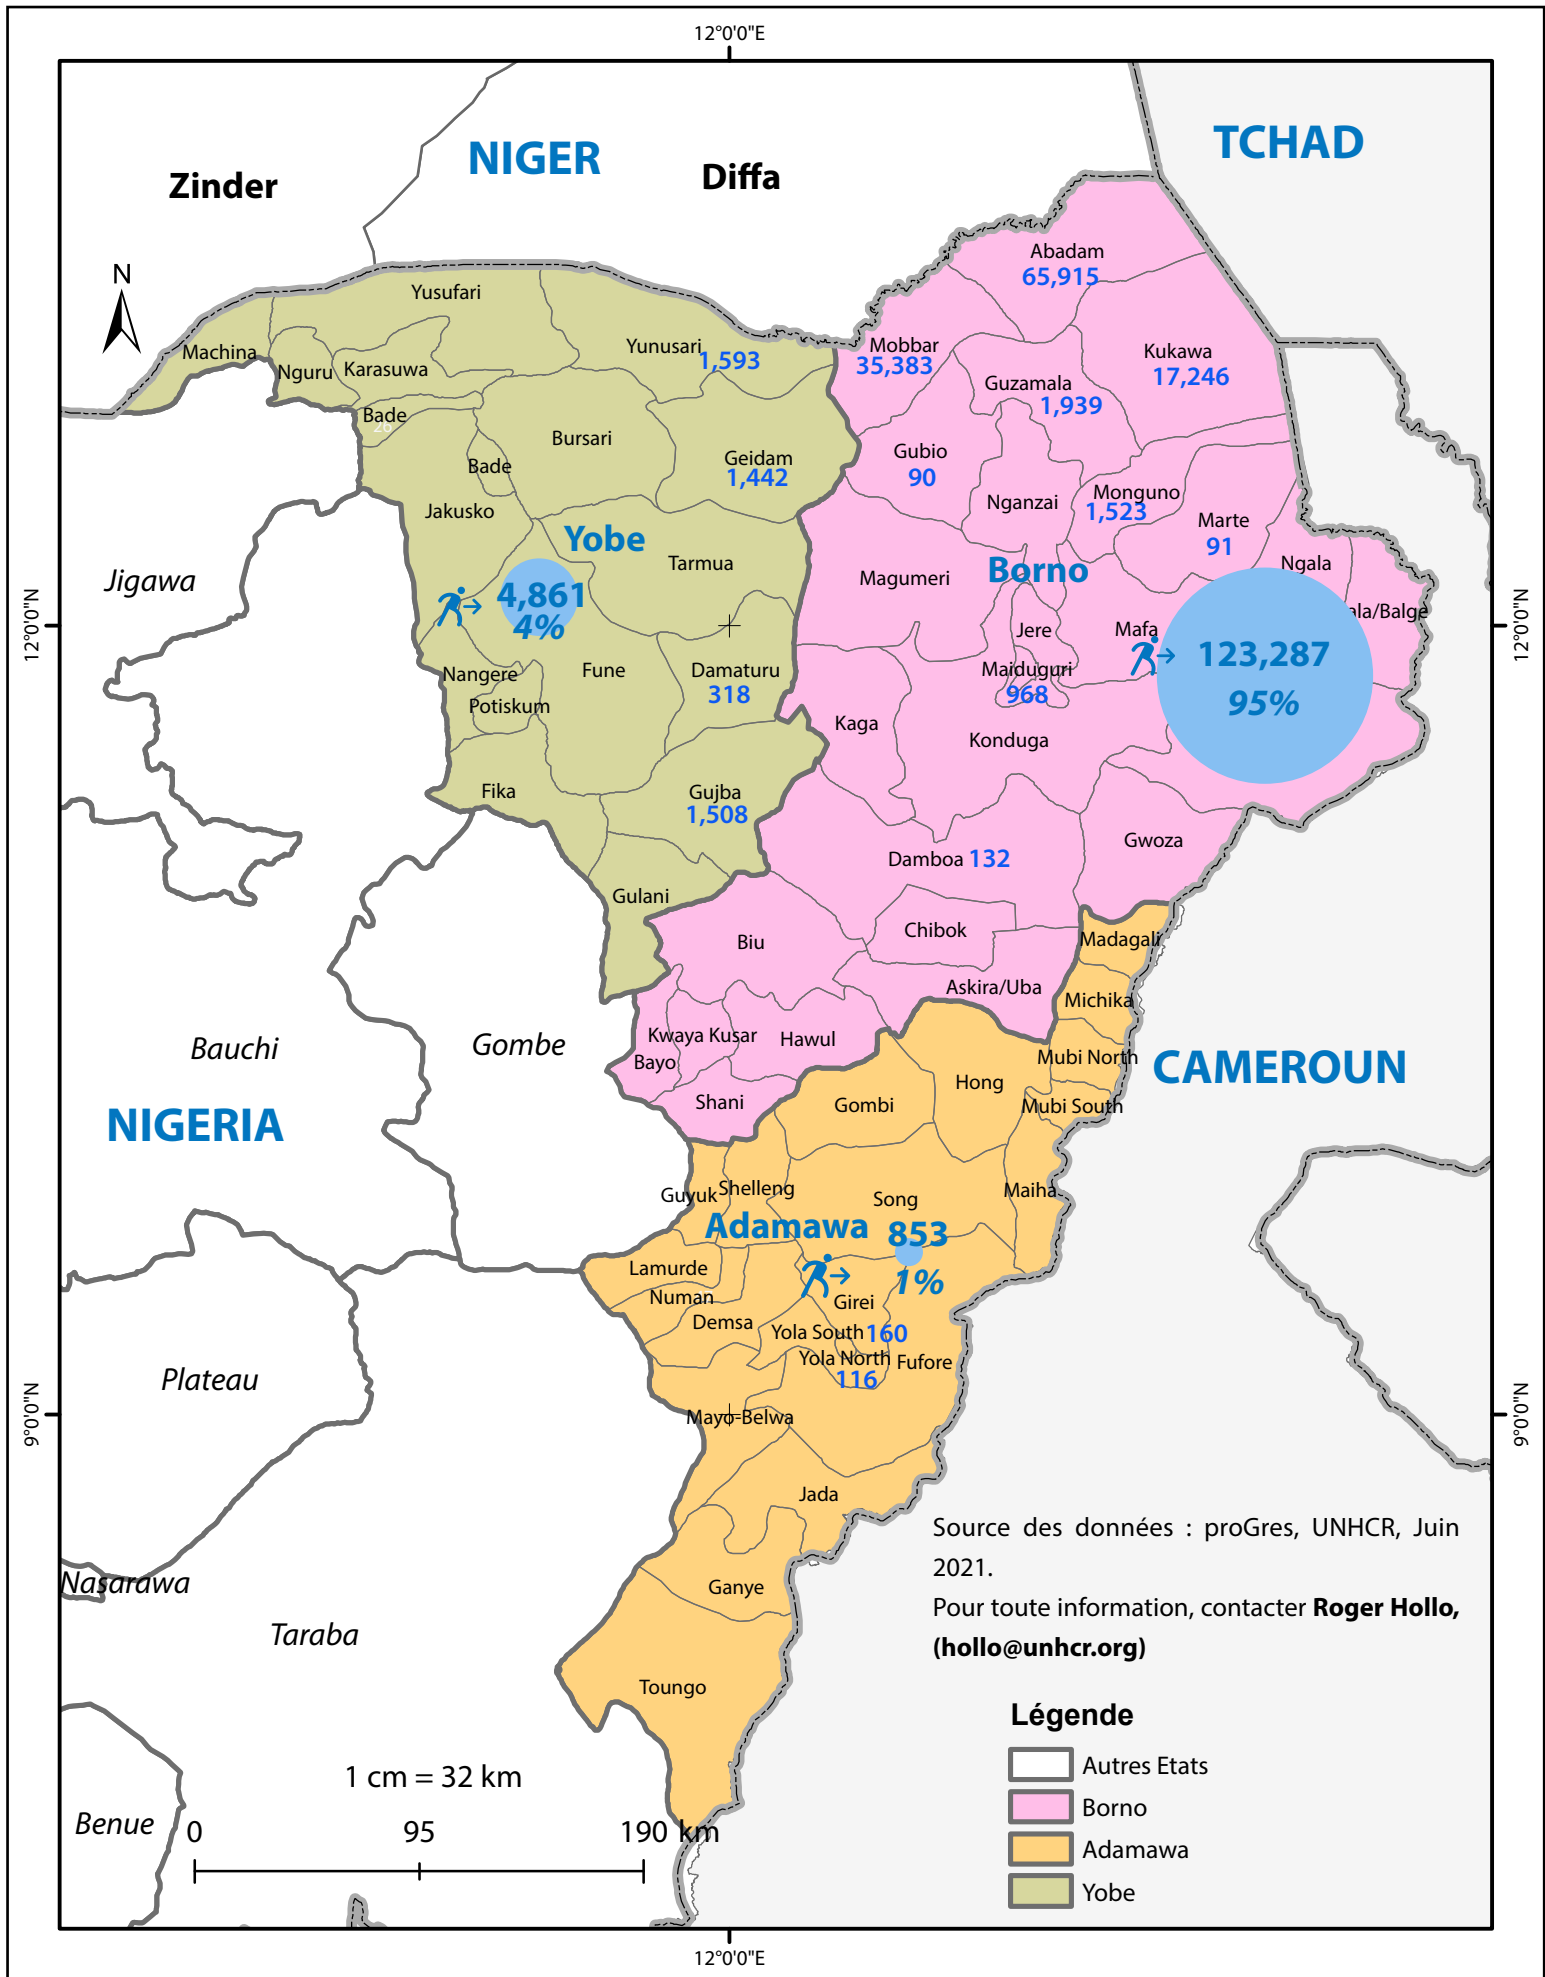 12°0'0"E
NIGER
TCHAD
Zinder
Diffa
N
Abadam
65,915
Yusufari
Machina
Nguru
Karasuwa
Yunusari
1,593
Mobbar
35,383
Kukawa
17,246
Guzamala
1,939
Bade
26
Bursari
Bade
Geidam
1,442
Gubio
90
Nganzai
Monguno
1,523
Marte
91
Jakusko
Yobe
Tarmua
Magumeri
Borno
Ngala
Jigawa
4,861
4%
Jere
Mafa
ala/Balge
12°0'0"N
12°0'0"N
Nangere
Fune
Damaturu
318
Maiduguri
968
123,287
95%
Potiskum
Kaga
Konduga
Fika
Gujba
1,508
Damboa 132
Gwoza
Gulani
Biu
Chibok
Madagali
Askira/Uba
Michika
Bauchi
Gombe
Kwaya Kusar
Hawul
Bayo
Mubi North
CAMEROUN
Hong
Shani
Gombi
Mubi South
NIGERIA
Guyuk
Shelleng
Song
Maiha
Adamawa
853
1%
Lamurde
Numan
Girei
Demsa
Yola South 160
Yola North
116
Fufore
Plateau
9°0'0"N
9°0'0"N
Mayo-Belwa
Jada
Source des données : proGres, UNHCR, Juin
2021.
Pour toute information, contacter Roger Hollo,
(hollo@unhcr.org)
Nasarawa
Ganye
Taraba
Toungo
Légende
Autres Etats
Borno
Adamawa
Yobe
1 cm = 32 km
Benue
0 95 190 km
12°0'0"E